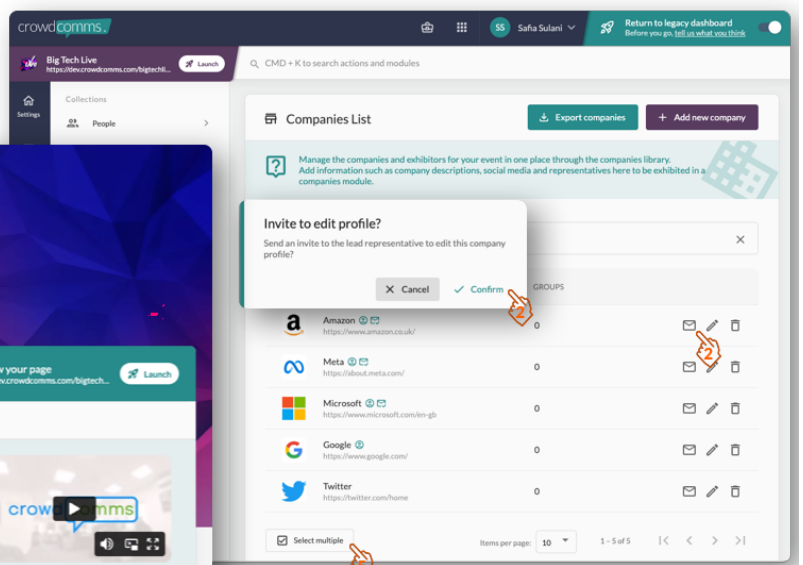 crowdcomms.
SS
Safia Sulani
Return to legacy dashboard
Before you go, tell us what you think
Big Tech Live
https://dev.crowdcomms.com/bigtechli...
Launch
CMD + K to search actions and modules
Settings
Collections
People
Companies List
Export companies
+ Add new company
Manage the companies and exhibitors for your event in one place through the companies library.
Add information such as company descriptions, social media and representatives here to be exhibited in a
companies module.
Invite to edit profile?
Send an invite to the lead representative to edit this company
profile?
Cancel
Confirm
2
GROUPS
a
Amazon
https://www.amazon.co.uk/
0
2
Meta
https://about.meta.com/
0
Microsoft
https://www.microsoft.com/en-gb
0
Google
https://www.google.com/
0
Twitter
https://twitter.com/home
0
Select multiple
Items per page: 10
1 - 5 of 5
your page
.crowdcomms.com/bigtech...
Launch
crow mms